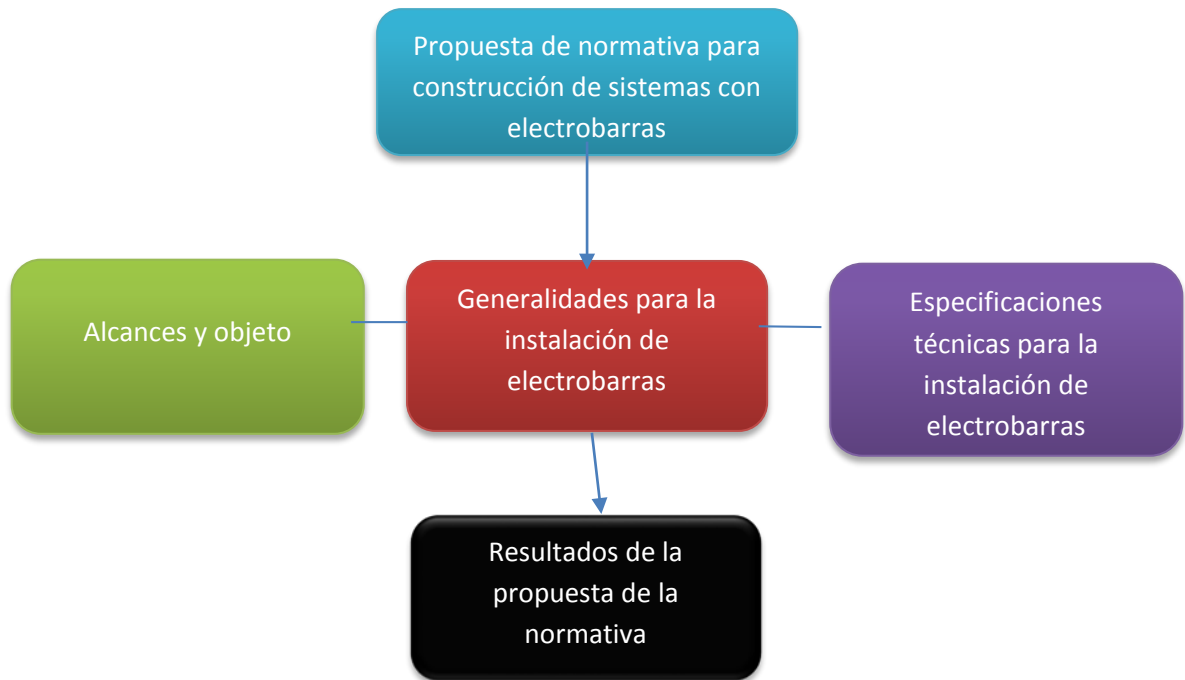 Propuesta de normativa para
construcción de sistemas con
electrobarras
Alcances y objeto
Generalidades para la
instalación de
electrobarras
Especificaciones
técnicas para la
instalación de
electrobarras
Resultados de la
propuesta de la
normativa